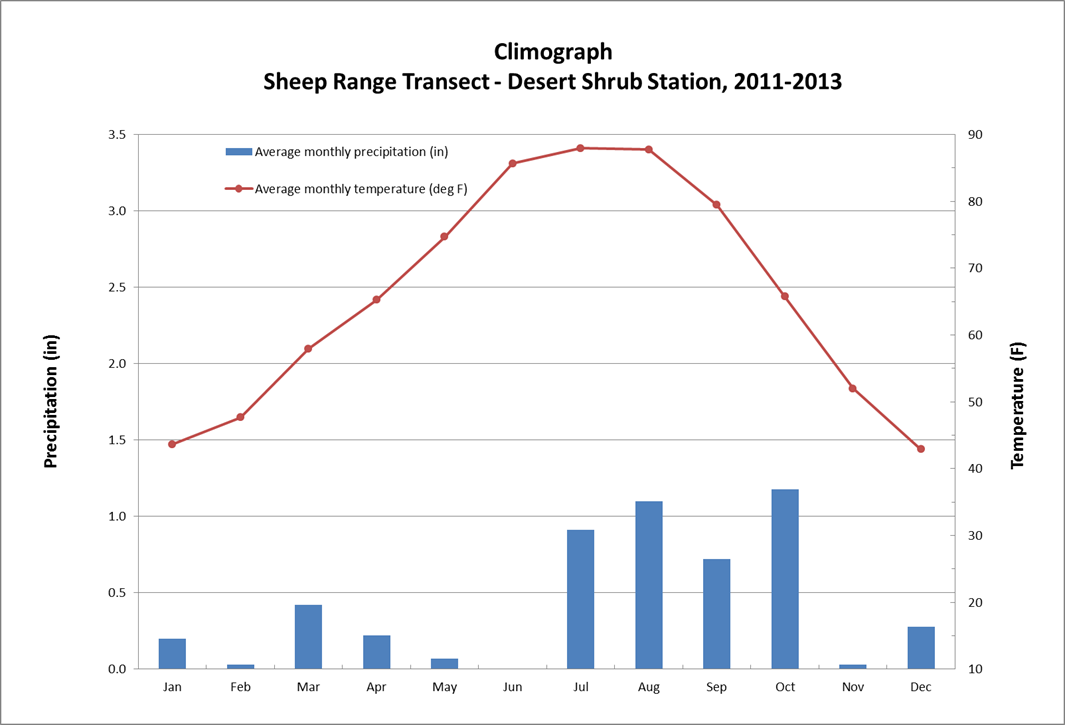 Climograph
Sheep Range Transect - Desert Shrub Station, 2011-2013
3.5
3.0
2.5
2.0
1.5
1.0
0.5
0.0
Precipitation (in)
Average monthly precipitation (in)
Average monthly temperature (deg F)
90
80
70
60
50
40
30
20
10
Temperature (F)
Jan Feb Mar Apr May Jun Jul Aug Sep Oct Nov Dec